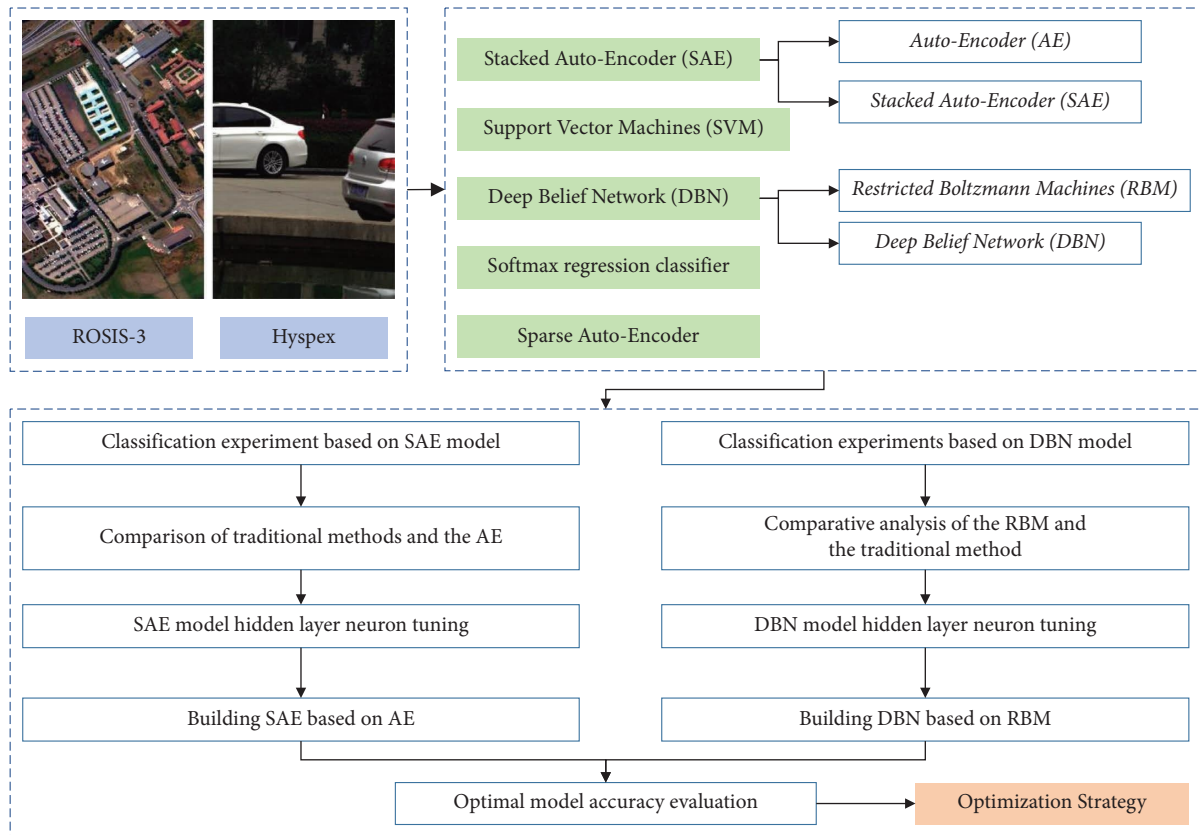 ROSIS-3
Hyspex
Stacked Auto-Encoder (SAE)
Support Vector Machines (SVM)
Deep Belief Network (DBN)
Softmax regression classifier
Sparse Auto-Encoder
Auto-Encoder (AE)
Stacked Auto-Encoder (SAE)
Restricted Boltzmann Machines (RBM)
Deep Belief Network (DBN)
Classification experiment based on SAE model
Comparison of traditional methods and the AE
SAE model hidden layer neuron tuning
Building SAE based on AE
Classification experiments based on DBN model
Comparative analysis of the RBM and
the traditional method
DBN model hidden layer neuron tuning
Building DBN based on RBM
Optimal model accuracy evaluation
Optimization Strategy